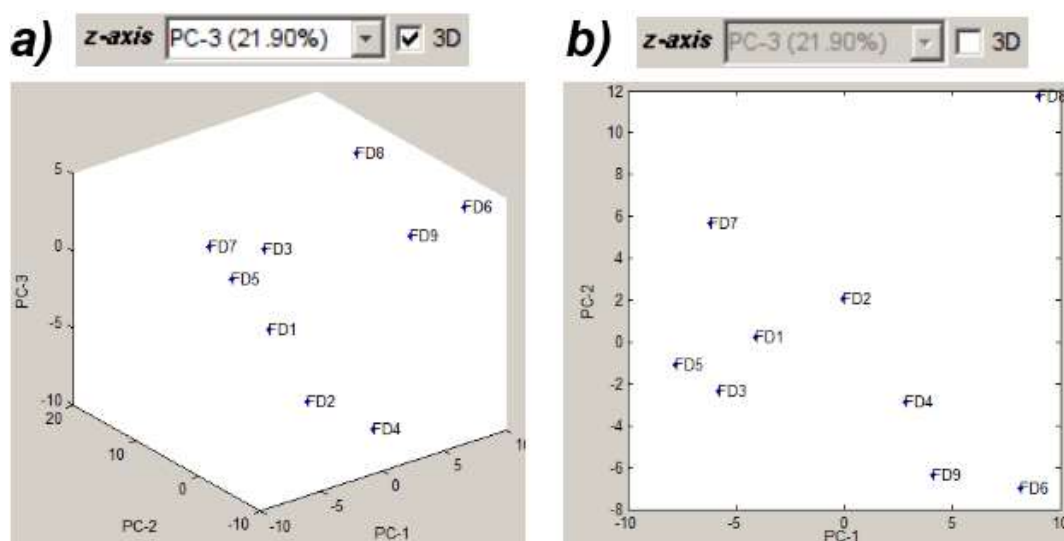 a) z-axis PC-3 (21.90%) 3D
FD8
5
FD6
FD9
0
FD7
FD3
FD5
PC-3
-5
FD1
-10
FD2
20
FD4
10
10
5
0
0
PC-2
-5
-10
-10
PC-1
b) z-axis PC-3 (21.90%) 3D
12
FD8
10
8
6
FD7
4
PC-2
2
FD2
0
FD1
FD5
-2
FD3
FD4
-4
-6
FD9
FD6
-8
-10
-5
0
5
10
PC-1